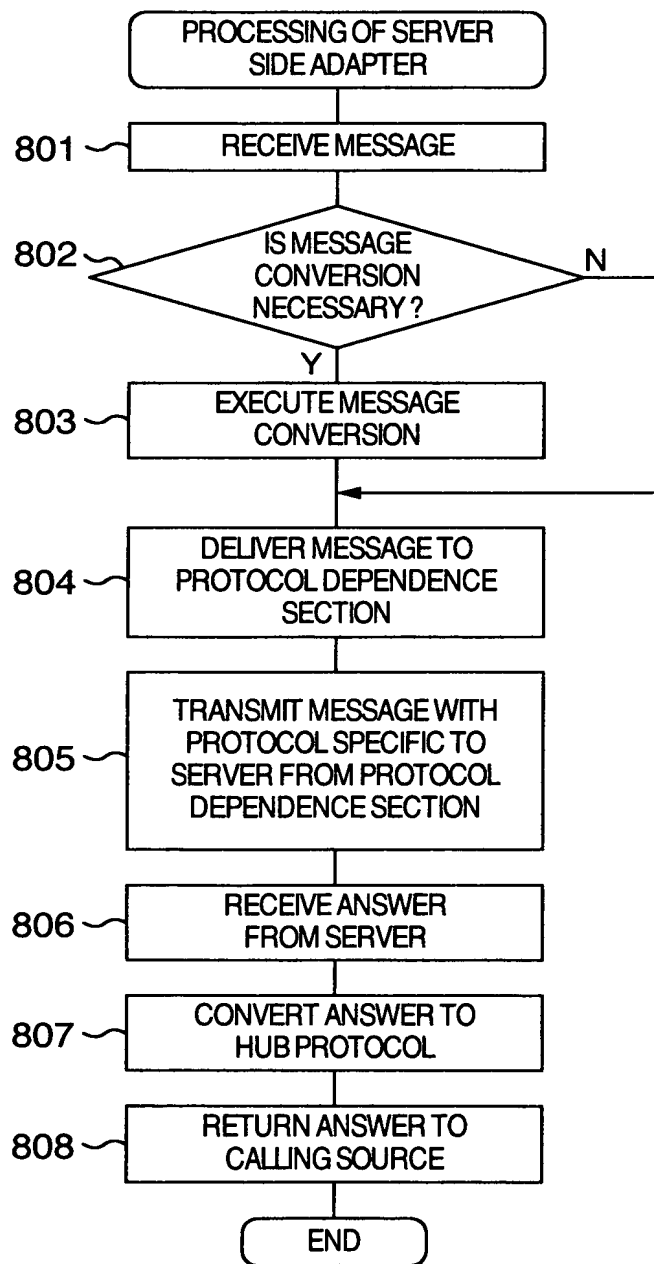 PROCESSING OF SERVER
SIDE ADAPTER
801
RECEIVE MESSAGE
802
IS MESSAGE
CONVERSION
NECESSARY ?
N
Y
803
EXECUTE MESSAGE
CONVERSION
804
DELIVER MESSAGE TO
PROTOCOL DEPENDENCE
SECTION
805
TRANSMIT MESSAGE WITH
PROTOCOL SPECIFIC TO
SERVER FROM PROTOCOL
DEPENDENCE SECTION
806
RECEIVE ANSWER
FROM SERVER
807
CONVERT ANSWER TO
HUB PROTOCOL
808
RETURN ANSWER TO
CALLING SOURCE
END